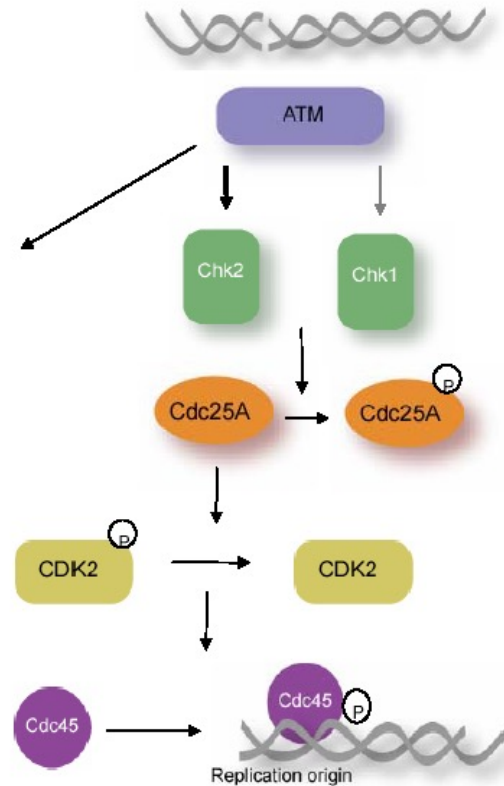 ATM
Chk2
Chk1
P
Cdc25A
Cdc25A
P
CDK2
CDK2
Cdc45
Cdc45
P
Replication origin